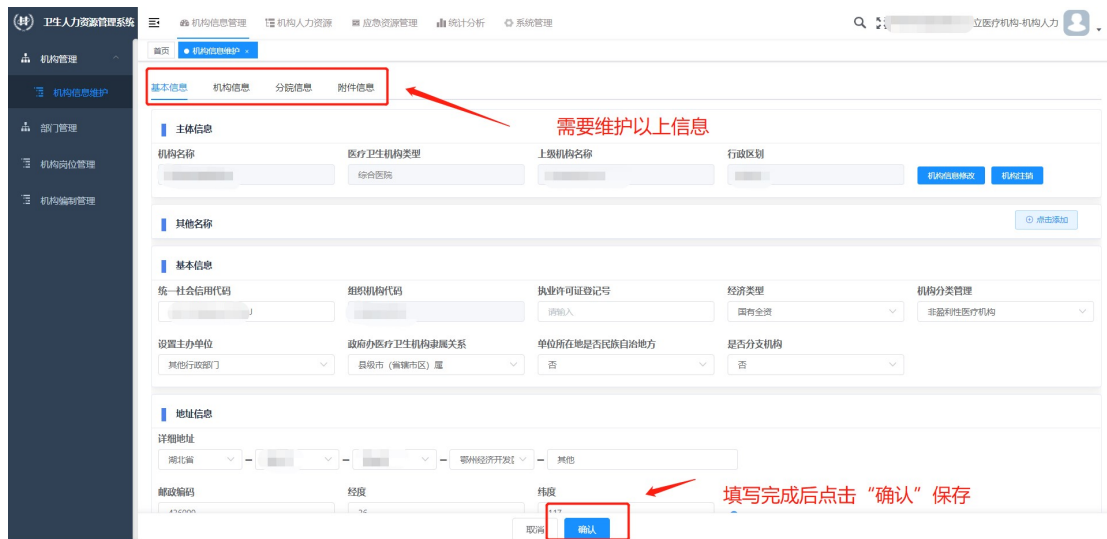 卫生人力资源管理系统 机构信息管理 机构人力资源 应急资源管理 统计分析 系统管理 立医疗机构-机构人力
首页 机构信息维护 ×
机构管理
机构信息维护
部门管理
机构岗位管理
机构编制管理
基本信息 机构信息 分院信息 附件信息
需要维护以上信息
主体信息
机构名称 医疗卫生机构类型 上级机构名称 行政区划
综合医院 机构信息修改 机构注销
其他名称 点击添加
基本信息
统一社会信用代码 组织机构代码 执业许可证登记号 经济类型 机构分类管理
请输入 国有全资 非盈利性医疗机构
设置主办单位 政府办医疗卫生机构隶属关系 单位所在地是否民族自治地方 是否分支机构
其他行政部门 县级市（省辖市区）属 否 否
地址信息
详细地址
湖北省 鄂州经济开发 其他
邮政编码 经度 纬度
填写完成后点击“确认”保存
取消 确认